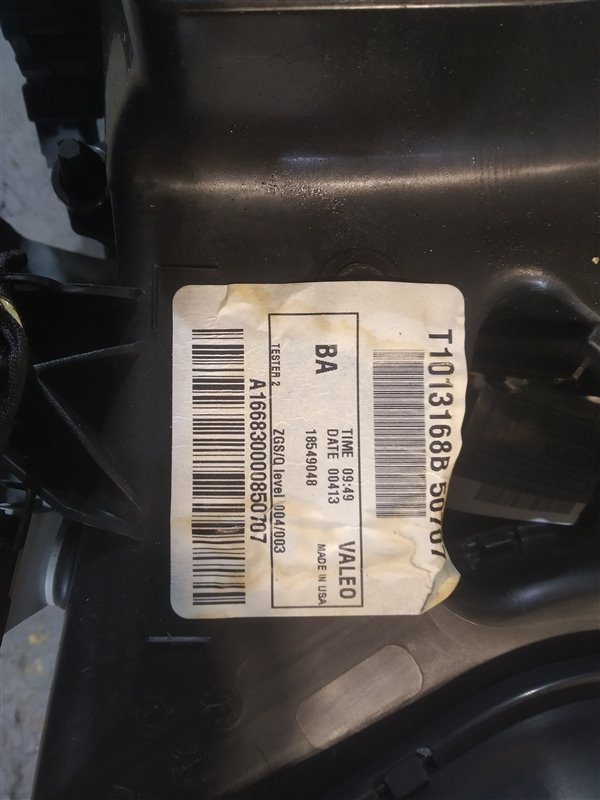 T1013168B 50707
BA
TIME 09:49
DATE 00413
18549048
VALEO
MADE IN USA
TESTER 2
ZGS/Q level 004/003
A166830000850707